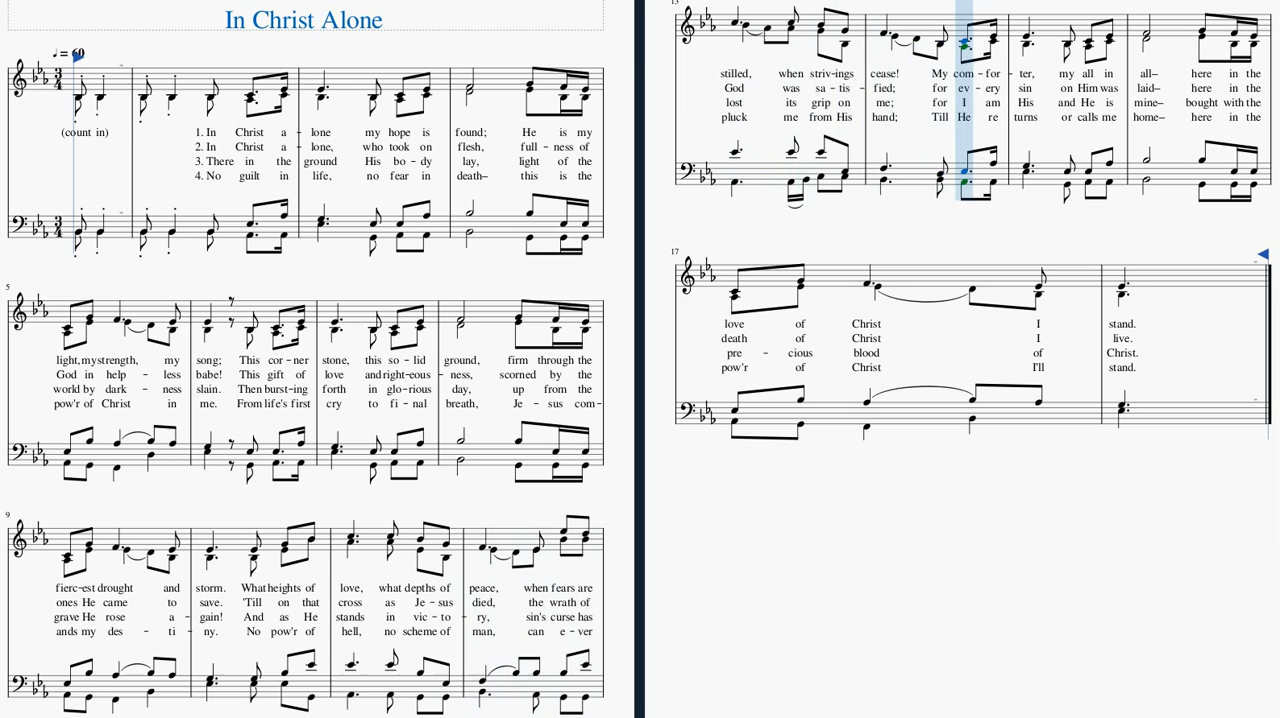 In Christ Alone
♩ = 60
(count in) 1. In Christ a – lone my hope is found; He is my
2. In Christ a – lone, who took on flesh, full – ness of
3. There in the ground His bo – dy lay, light of the
4. No guilt in life, no fear in death– this is the
5
light, my strength, my song; This cor – ner stone, this so – lid ground, firm through the
God in help – less babe! This gift of love and right-eous – ness, scorned by the
world by dark – ness slain. Then burst-ing forth in glo-rious day, up from the
pow'r of Christ in me. From life's first cry to fi – nal breath, Je – sus com–
9
fierc-est drought and storm. What heights of love, what depths of peace, when fears are
ones He came to save. 'Till on that cross as Je – sus died, the wrath of
grave He rose a – gain! And as He stands in vic – to – ry, sin's curse has
ands my des – ti – ny. No pow'r of hell, no scheme of man, can e – ver
13
stilled, when striv-ings cease! My com – for – ter, my all in all– here in the
God was sa – tis – fied; for ev – ery sin on Him was laid– here in the
lost its grip on me; for I am His and He is mine– bought with the
pluck me from His hand; Till He re turns or calls me home– here in the
17
love of Christ I stand.
death of Christ I live.
pre – cious blood of Christ.
pow'r of Christ I'll stand.